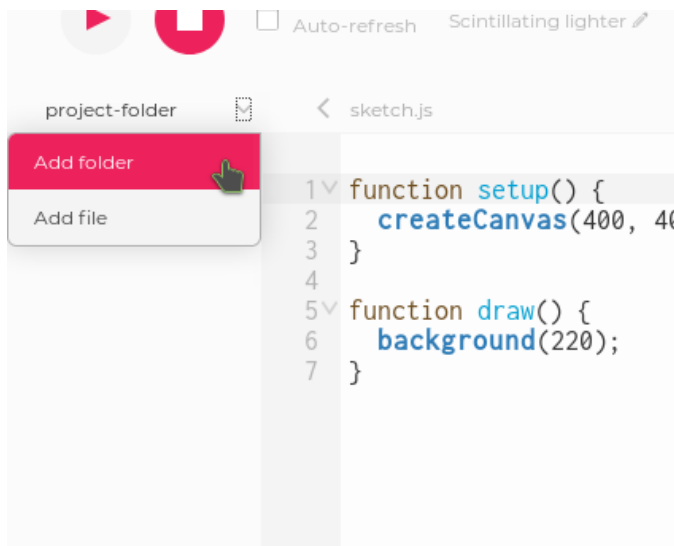 Auto-refresh Scintillating lighter
project-folder sketch.js
Add folder
Add file
1 function setup() {
2 createCanvas(400, 40
3 }
4
5 function draw() {
6 background(220);
7 }